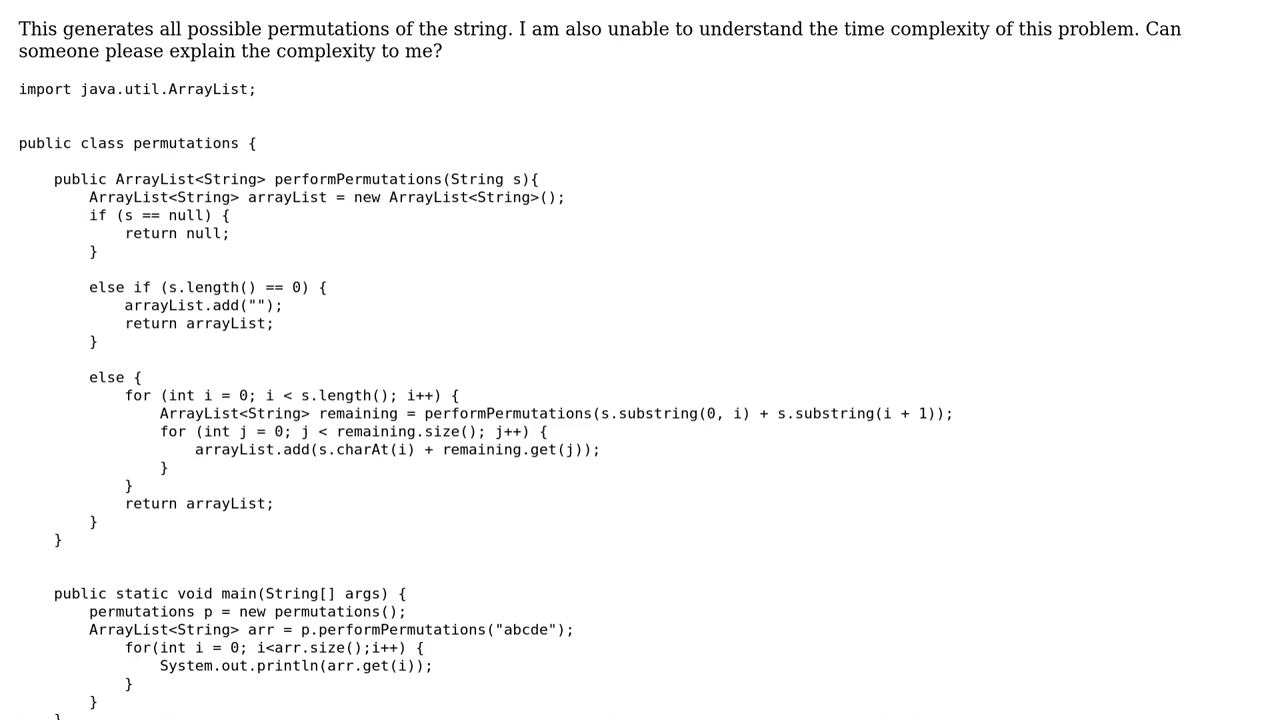 This generates all possible permutations of the string. I am also unable to understand the time complexity of this problem. Can
someone please explain the complexity to me?
import java.util.ArrayList;
public class permutations {
public ArrayList<String> performPermutations(String s){
ArrayList<String> arrayList = new ArrayList<String>();
if (s == null) {
return null;
}
else if (s.length() == 0) {
arrayList.add("");
return arrayList;
}
else {
for (int i = 0; i < s.length(); i++) {
ArrayList<String> remaining = performPermutations(s.substring(0, i) + s.substring(i + 1));
for (int j = 0; j < remaining.size(); j++) {
arrayList.add(s.charAt(i) + remaining.get(j));
}
}
return arrayList;
}
}
public static void main(String[] args) {
permutations p = new permutations();
ArrayList<String> arr = p.performPermutations("abcde");
for(int i = 0; i<arr.size();i++) {
System.out.println(arr.get(i));
}
}
}